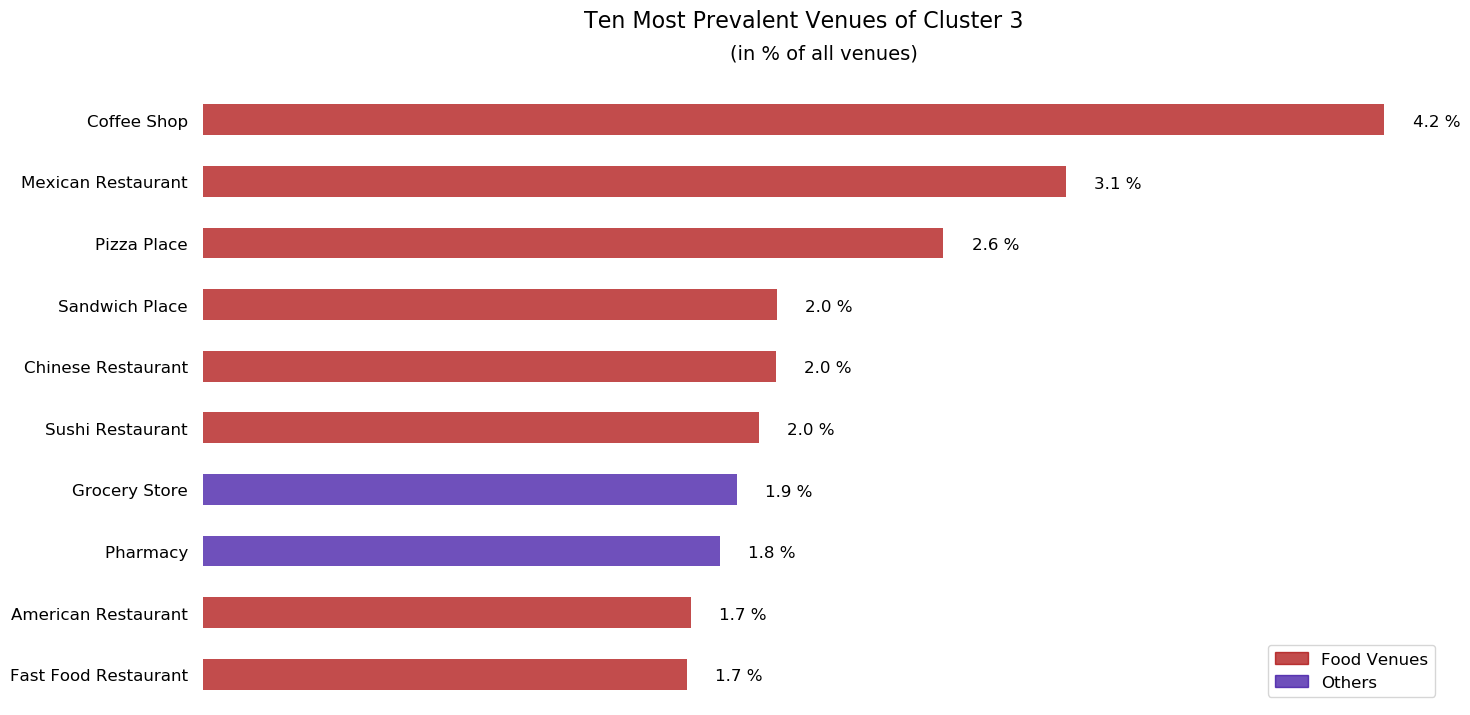 Ten Most Prevalent Venues of Cluster 3
(in % of all venues)
Coffee Shop 4.2 %
Mexican Restaurant 3.1 %
Pizza Place 2.6 %
Sandwich Place 2.0 %
Chinese Restaurant 2.0 %
Sushi Restaurant 2.0 %
Grocery Store 1.9 %
Pharmacy 1.8 %
American Restaurant 1.7 %
Fast Food Restaurant 1.7 %
Food Venues
Others